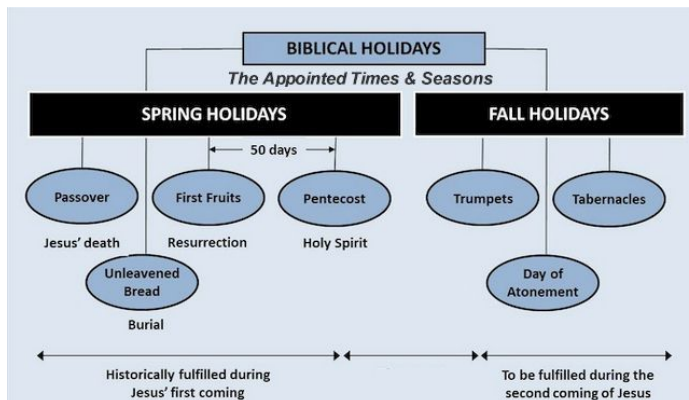 BIBLICAL HOLIDAYS
The Appointed Times & Seasons
SPRING HOLIDAYS
FALL HOLIDAYS
50 days
Passover
First Fruits
Pentecost
Trumpets
Tabernacles
Jesus' death
Resurrection
Holy Spirit
Unleavened
Bread
Day of
Atonement
Burial
Historically fulfilled during
Jesus' first coming
To be fulfilled during the
second coming of Jesus